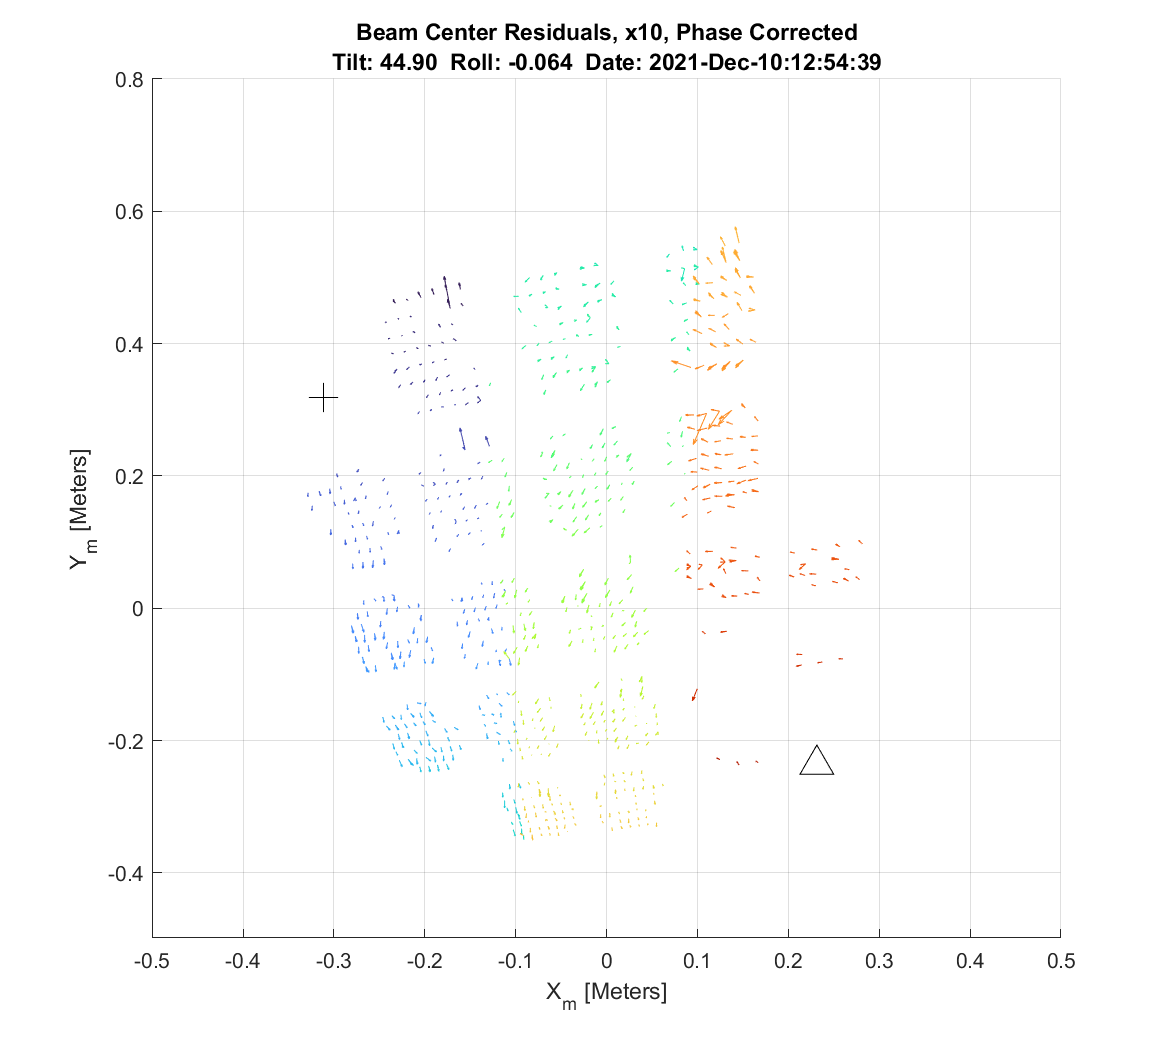 Beam Center Residuals, x10, Phase Corrected
Tilt: 44.90  Roll: -0.064  Date: 2021-Dec-10:12:54:39
0.8
0.6
0.4
0.2
0
-0.2
-0.4
Y_m [Meters]
-0.5 -0.4 -0.3 -0.2 -0.1 0 0.1 0.2 0.3 0.4 0.5
X_m [Meters]